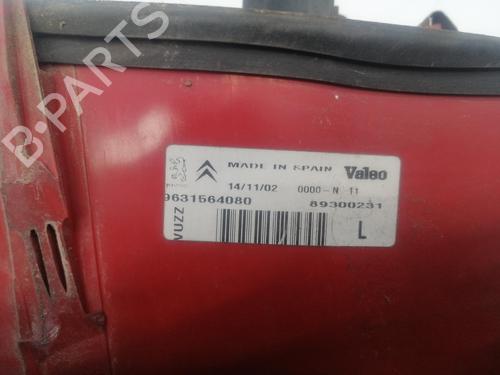 B-PARTS
MADE IN SPAIN Valeo
14/11/02 0000-N 11
9631564080 89300231
VUZZ
L